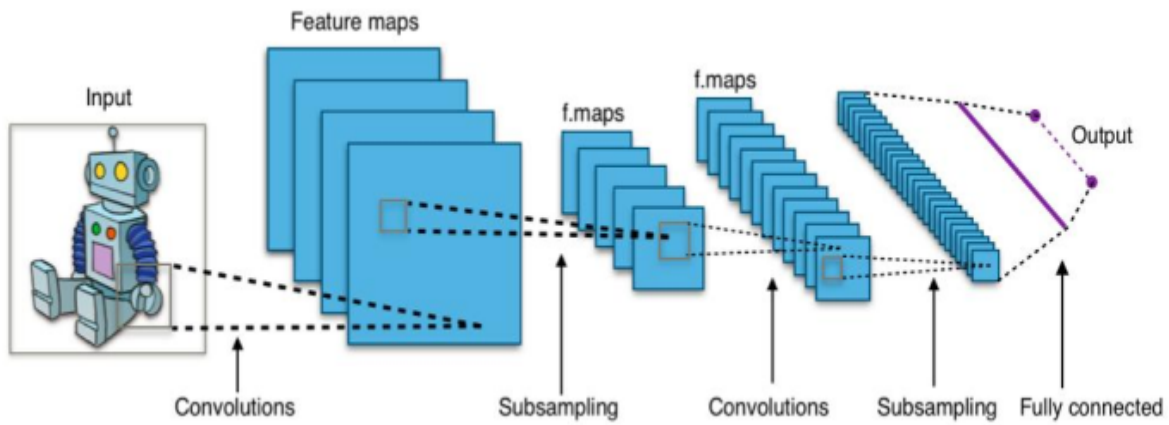 Feature maps
Input
f.maps
f.maps
Output
Convolutions
Subsampling
Convolutions
Subsampling
Fully connected